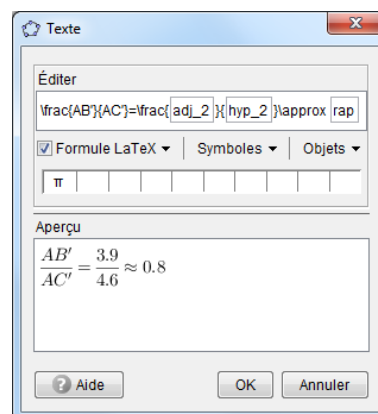 Texte
Éditer
\frac{AB'}{AC'}=\frac{ adj_2 }{ hyp_2 }\approx rap
Formule LaTeX Symboles Objets
π
Aperçu
AB'/AC' = 3.9/4.6 ≈ 0.8
Aide OK Annuler